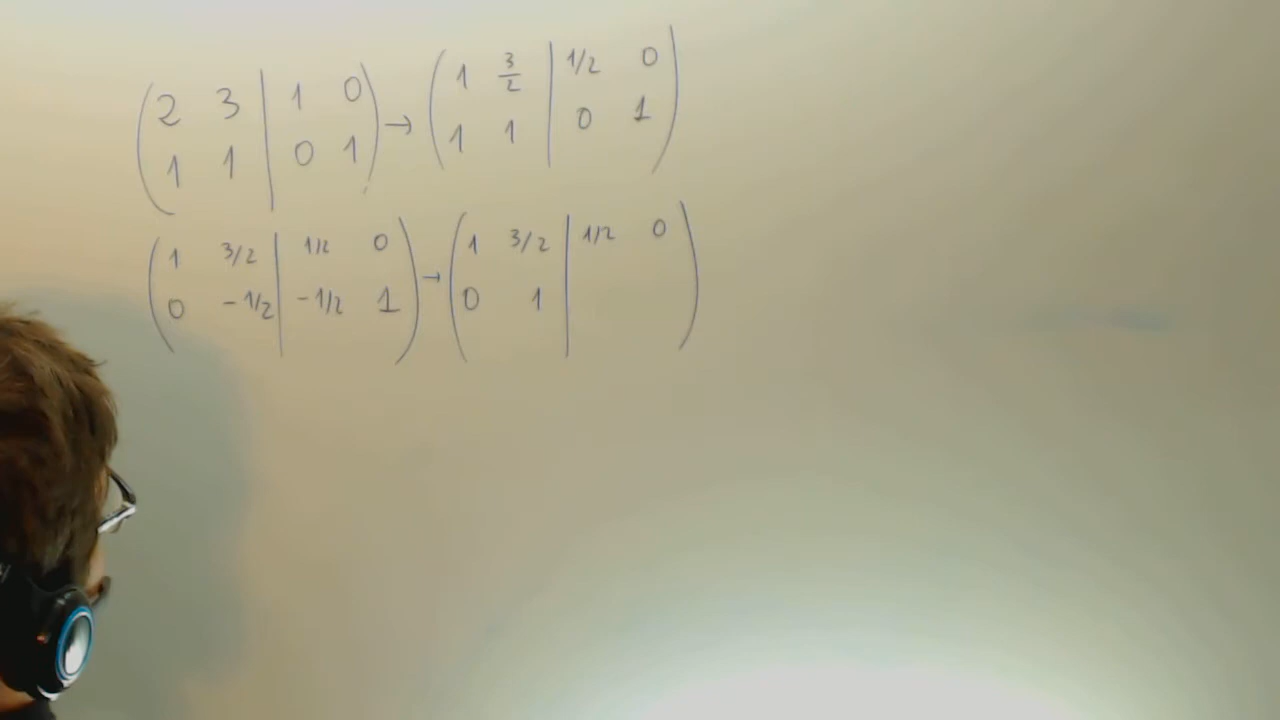 ( 2 3 | 1 0 ) → ( 1 3/2 | 1/2 0 )
( 1 1 | 0 1 ) ( 1 1 | 0 1 )
( 1 3/2 | 1/2 0 ) → ( 1 3/2 | 1/2 0 )
( 0 -1/2 | -1/2 1 ) ( 0 1 | )